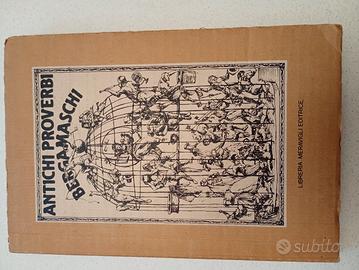 ANTICHI PROVERBI
BERGAMASCHI
LIBRERIA MERAVIGLI EDITRICE
subito